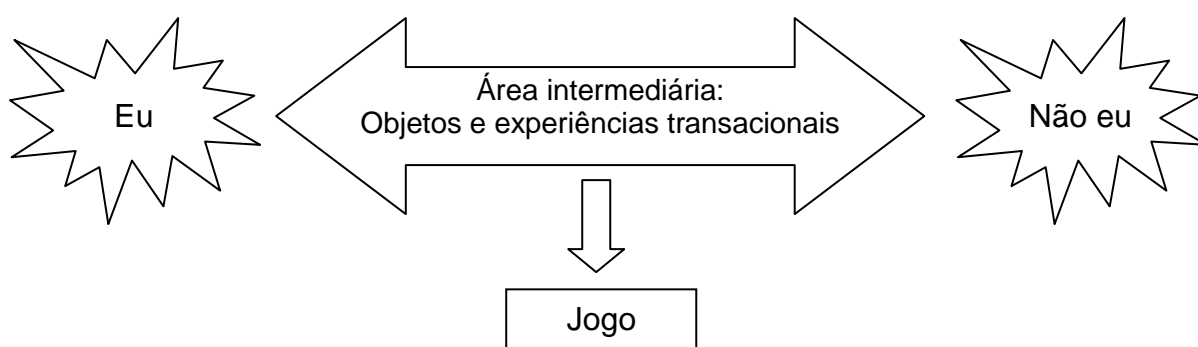 Eu
Área intermediária:
Objetos e experiências transacionais
Não eu
Jogo